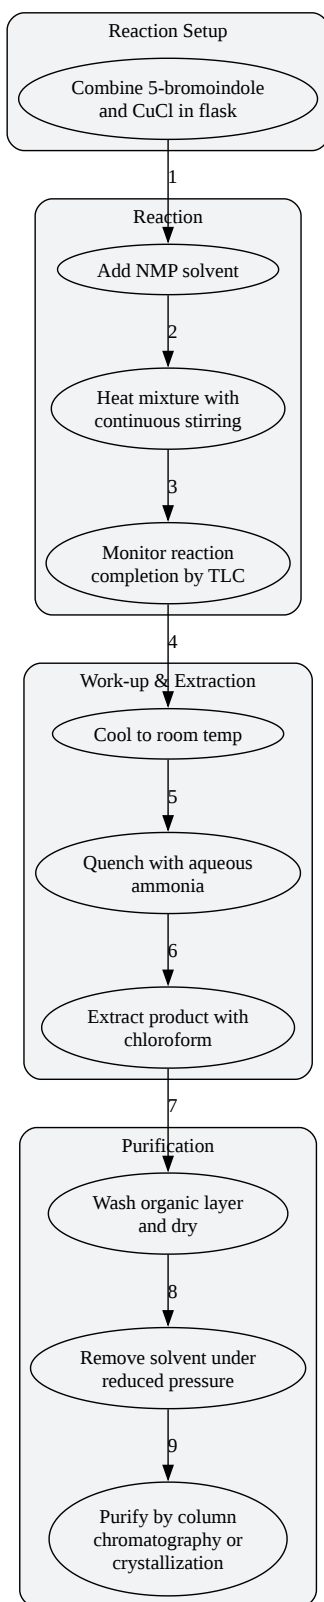 Reaction Setup
Combine 5-bromoindole
and CuCl in flask
1
Reaction
Add NMP solvent
2
Heat mixture with
continuous stirring
3
Monitor reaction
completion by TLC
4
Work-up & Extraction
Cool to room temp
5
Quench with aqueous
ammonia
6
Extract product with
chloroform
7
Purification
Wash organic layer
and dry
8
Remove solvent under
reduced pressure
9
Purify by column
chromatography or
crystallization